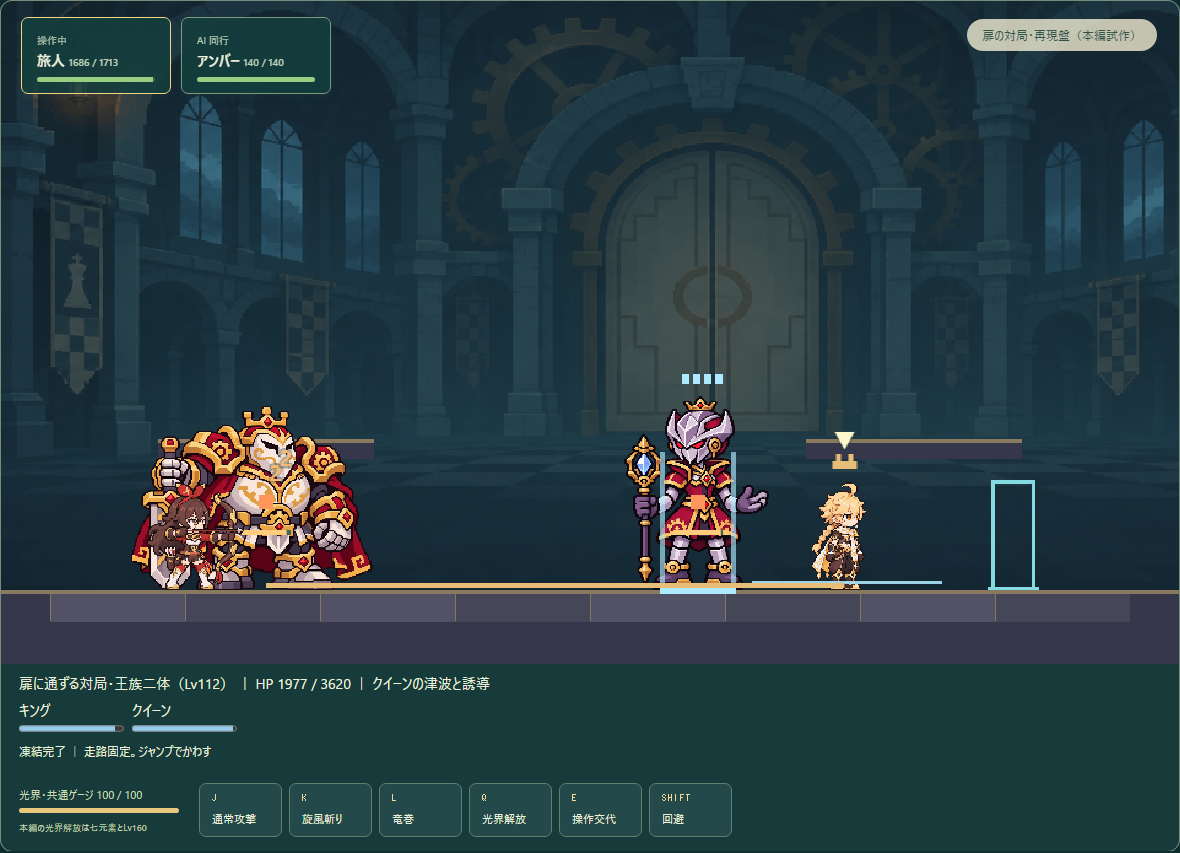 操作中
旅人 1686 / 1713
AI 同行
アンバー 140 / 140
扉の対局・再現盤（本編試作）
扉に通ずる対局・王族二体（Lv112） | HP 1977 / 3620 | クイーンの津波と誘導
キング
クイーン
凍結完了 | 走路固定。ジャンプでかわす
光界・共通ゲージ 100 / 100
本編の光界解放は七元素とLv160
J
通常攻撃
K
旋風斬り
L
竜巻
Q
光界解放
E
操作交代
SHIFT
回避